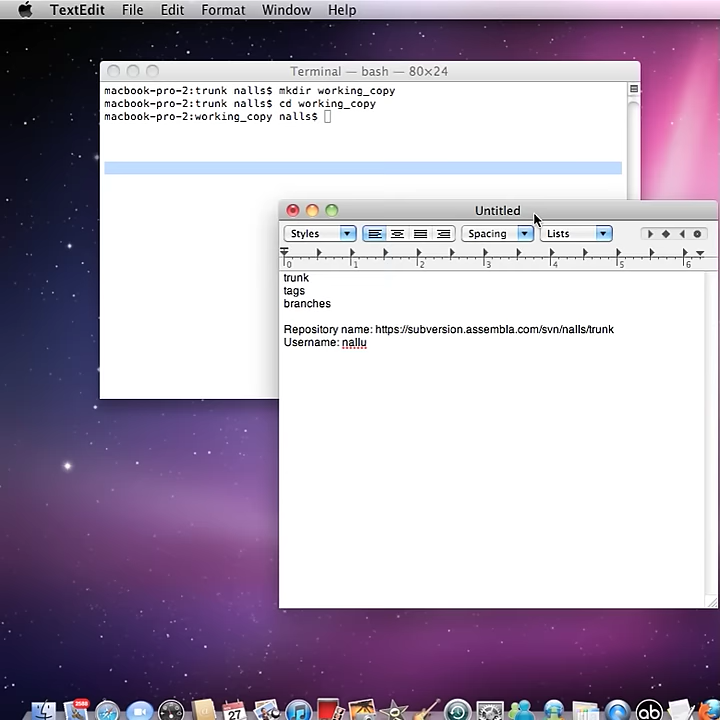 TextEdit File Edit Format Window Help
Terminal — bash — 80×24
macbook-pro-2:trunk nalls$ mkdir working_copy
macbook-pro-2:trunk nalls$ cd working_copy
macbook-pro-2:working_copy nalls$
Untitled
Styles Spacing Lists
0 1 2 3 4 5 6
trunk
tags
branches
Repository name: https://subversion.assembla.com/svn/nalls/trunk
Username: nallu
27